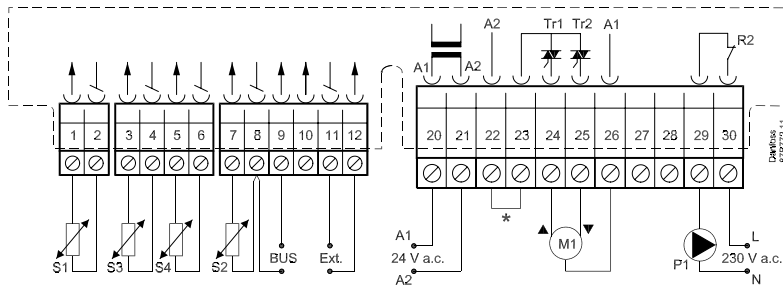 A2 Tr1 Tr2 A1
R2
A1 A2
1 2 3 4 5 6 7 8 9 10 11 12
20 21 22 23 24 25 26 27 28 29 30
Danfoss
*
S1 S3 S4 S2 BUS Ext.
A1
24 V a.c.
A2
M1
P1
L
230 V a.c.
N